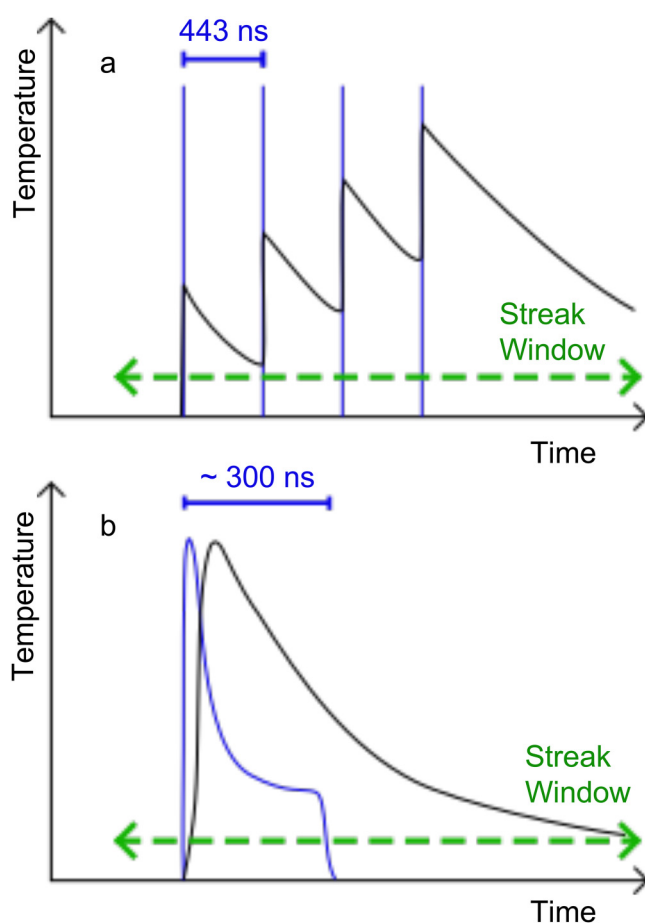 443 ns
a
Temperature
Streak
Window
Time
~ 300 ns
b
Temperature
Streak
Window
Time